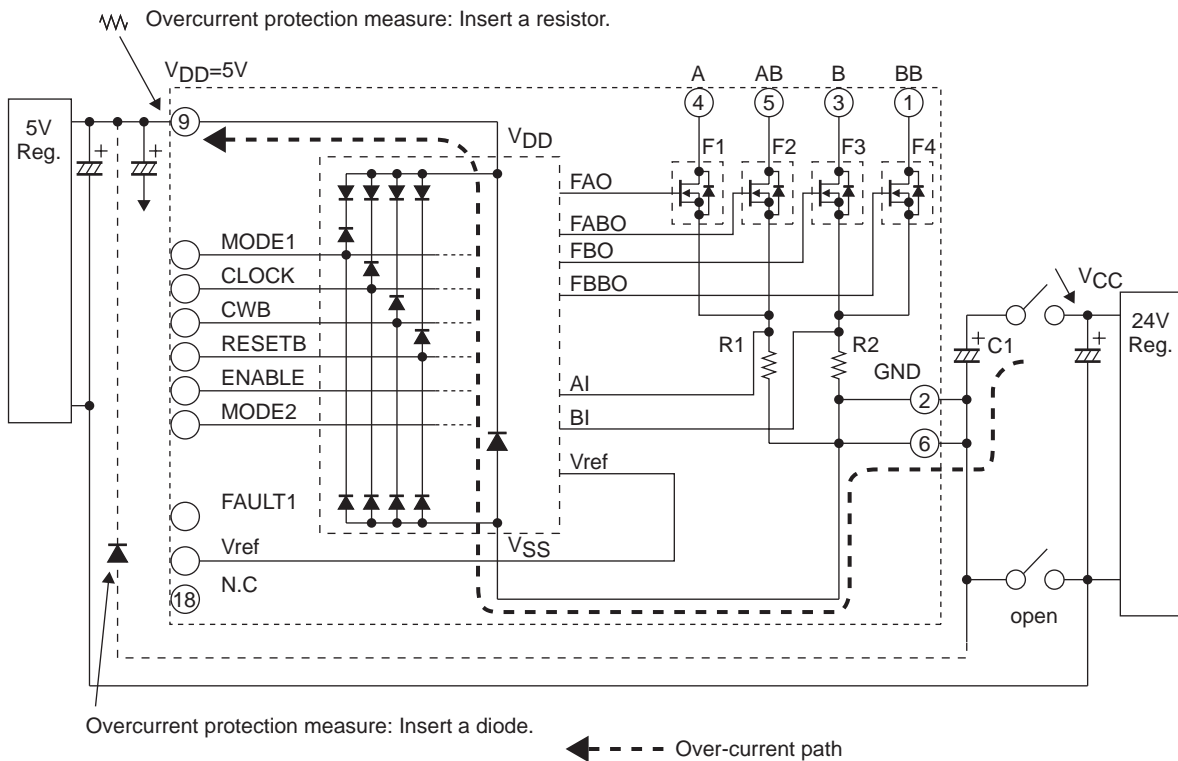 Overcurrent protection measure: Insert a resistor.
VDD=5V
A
AB
B
BB
4
5
3
1
9
5V
Reg.
VDD
F1
F2
F3
F4
FAO
FABO
FBO
FBBO
MODE1
CLOCK
CWB
RESETB
ENABLE
MODE2
R1
R2
AI
BI
GND
2
6
C1
VCC
24V
Reg.
Vref
FAULT1
VSS
Vref
N.C
18
open
Overcurrent protection measure: Insert a diode.
Over-current path
+
+
+
+